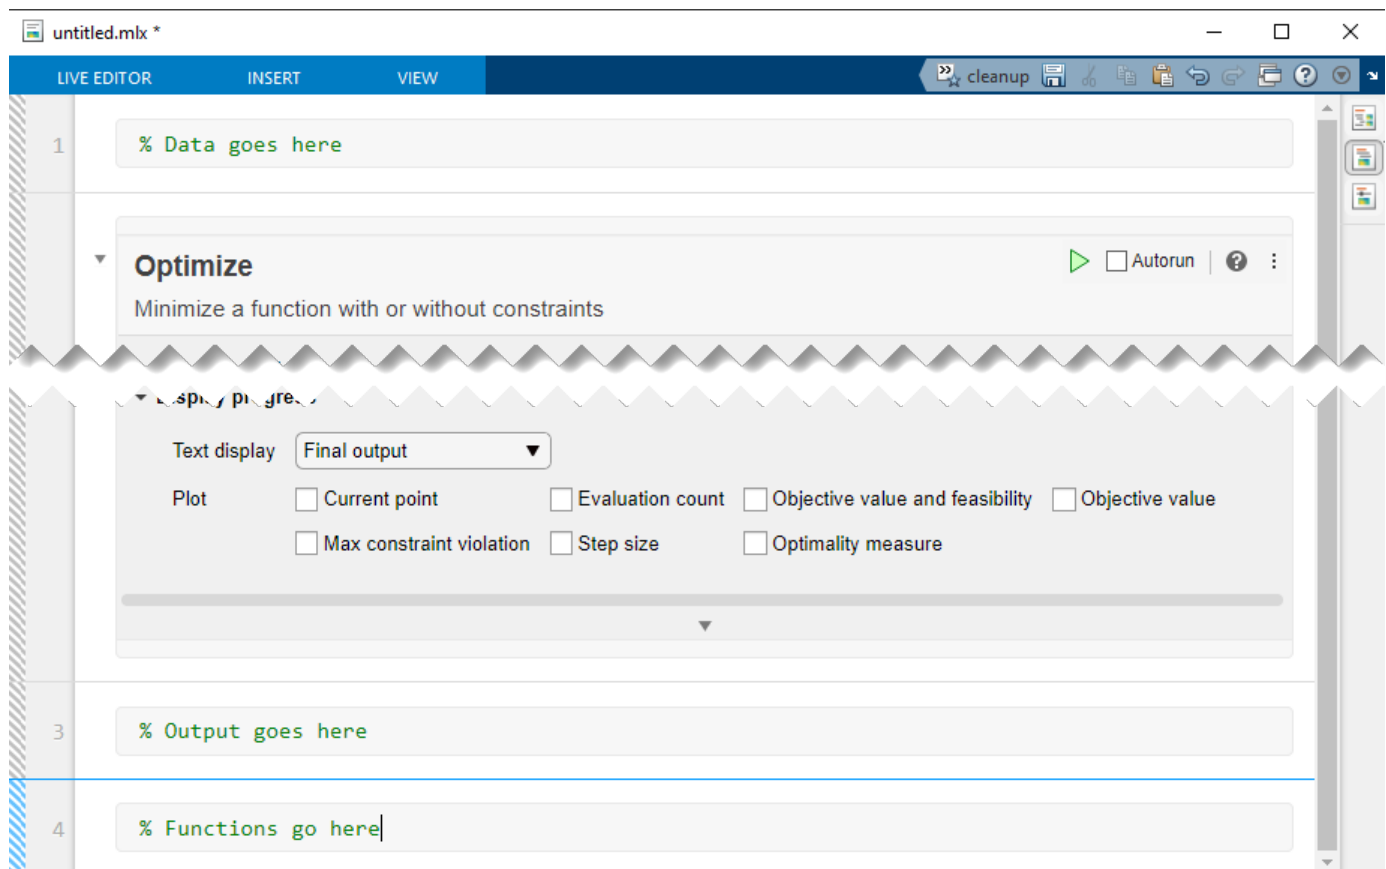 untitled.mlx *
LIVE EDITOR INSERT VIEW cleanup
1 % Data goes here
Optimize Autorun
Minimize a function with or without constraints
Text display Final output
Plot Current point Evaluation count Objective value and feasibility Objective value
Max constraint violation Step size Optimality measure
3 % Output goes here
4 % Functions go here